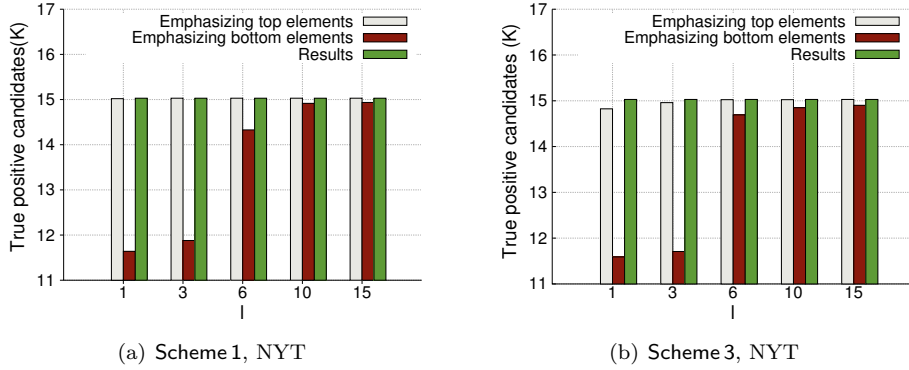 True positive candidates(K)
17
16
15
14
13
12
11
Emphasizing top elements
Emphasizing bottom elements
Results
1 3 6 10 15
l
(a) Scheme 1, NYT
True positive candidates (K)
17
16
15
14
13
12
11
Emphasizing top elements
Emphasizing bottom elements
Results
1 3 6 10 15
l
(b) Scheme 3, NYT